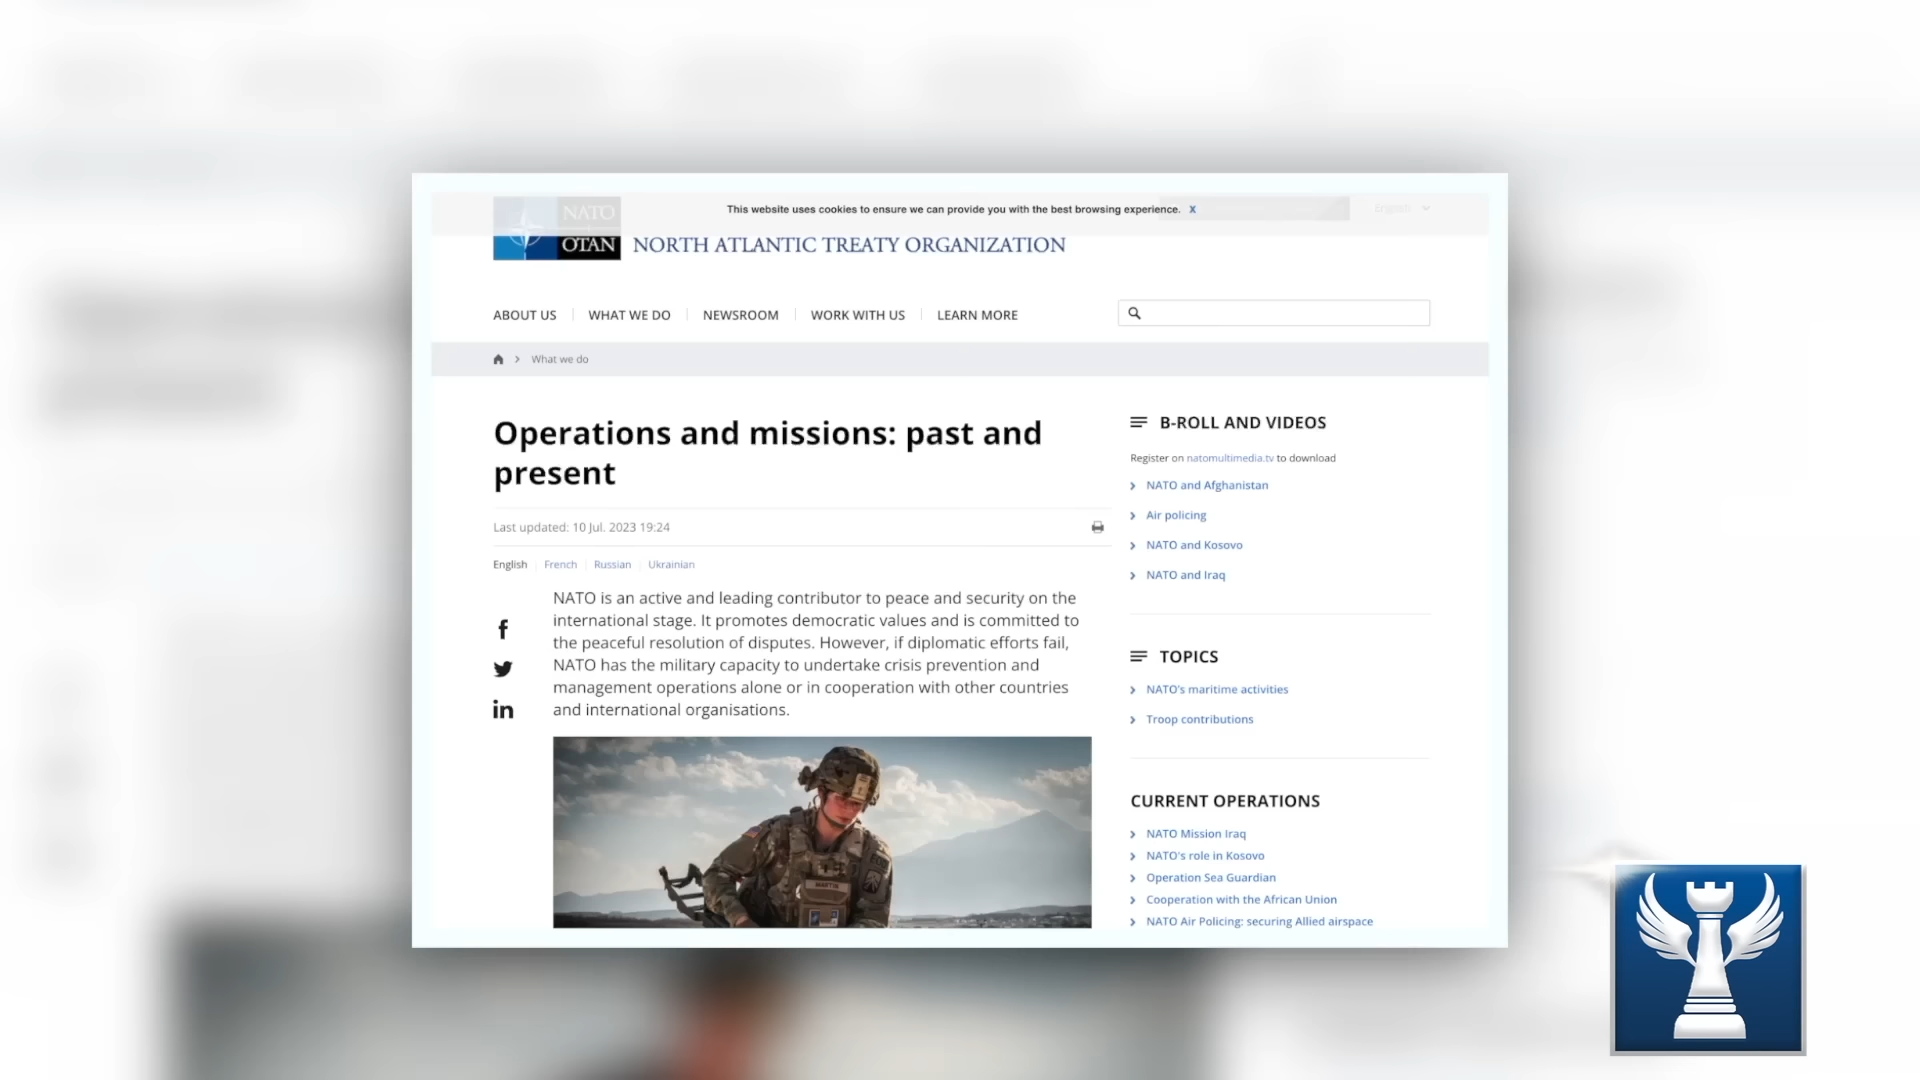 This website uses cookies to ensure we can provide you with the best browsing experience. X
English
NATO
OTAN
NORTH ATLANTIC TREATY ORGANIZATION
ABOUT US
WHAT WE DO
NEWSROOM
WORK WITH US
LEARN MORE
What we do
Operations and missions: past and
present
Last updated: 10 Jul. 2023 19:24
English French Russian Ukrainian
NATO is an active and leading contributor to peace and security on the
international stage. It promotes democratic values and is committed to
the peaceful resolution of disputes. However, if diplomatic efforts fail,
NATO has the military capacity to undertake crisis prevention and
management operations alone or in cooperation with other countries
and international organisations.
MARTIN
B-ROLL AND VIDEOS
Register on natomultimedia.tv to download
NATO and Afghanistan
Air policing
NATO and Kosovo
NATO and Iraq
TOPICS
NATO's maritime activities
Troop contributions
CURRENT OPERATIONS
NATO Mission Iraq
NATO's role in Kosovo
Operation Sea Guardian
Cooperation with the African Union
NATO Air Policing: securing Allied airspace